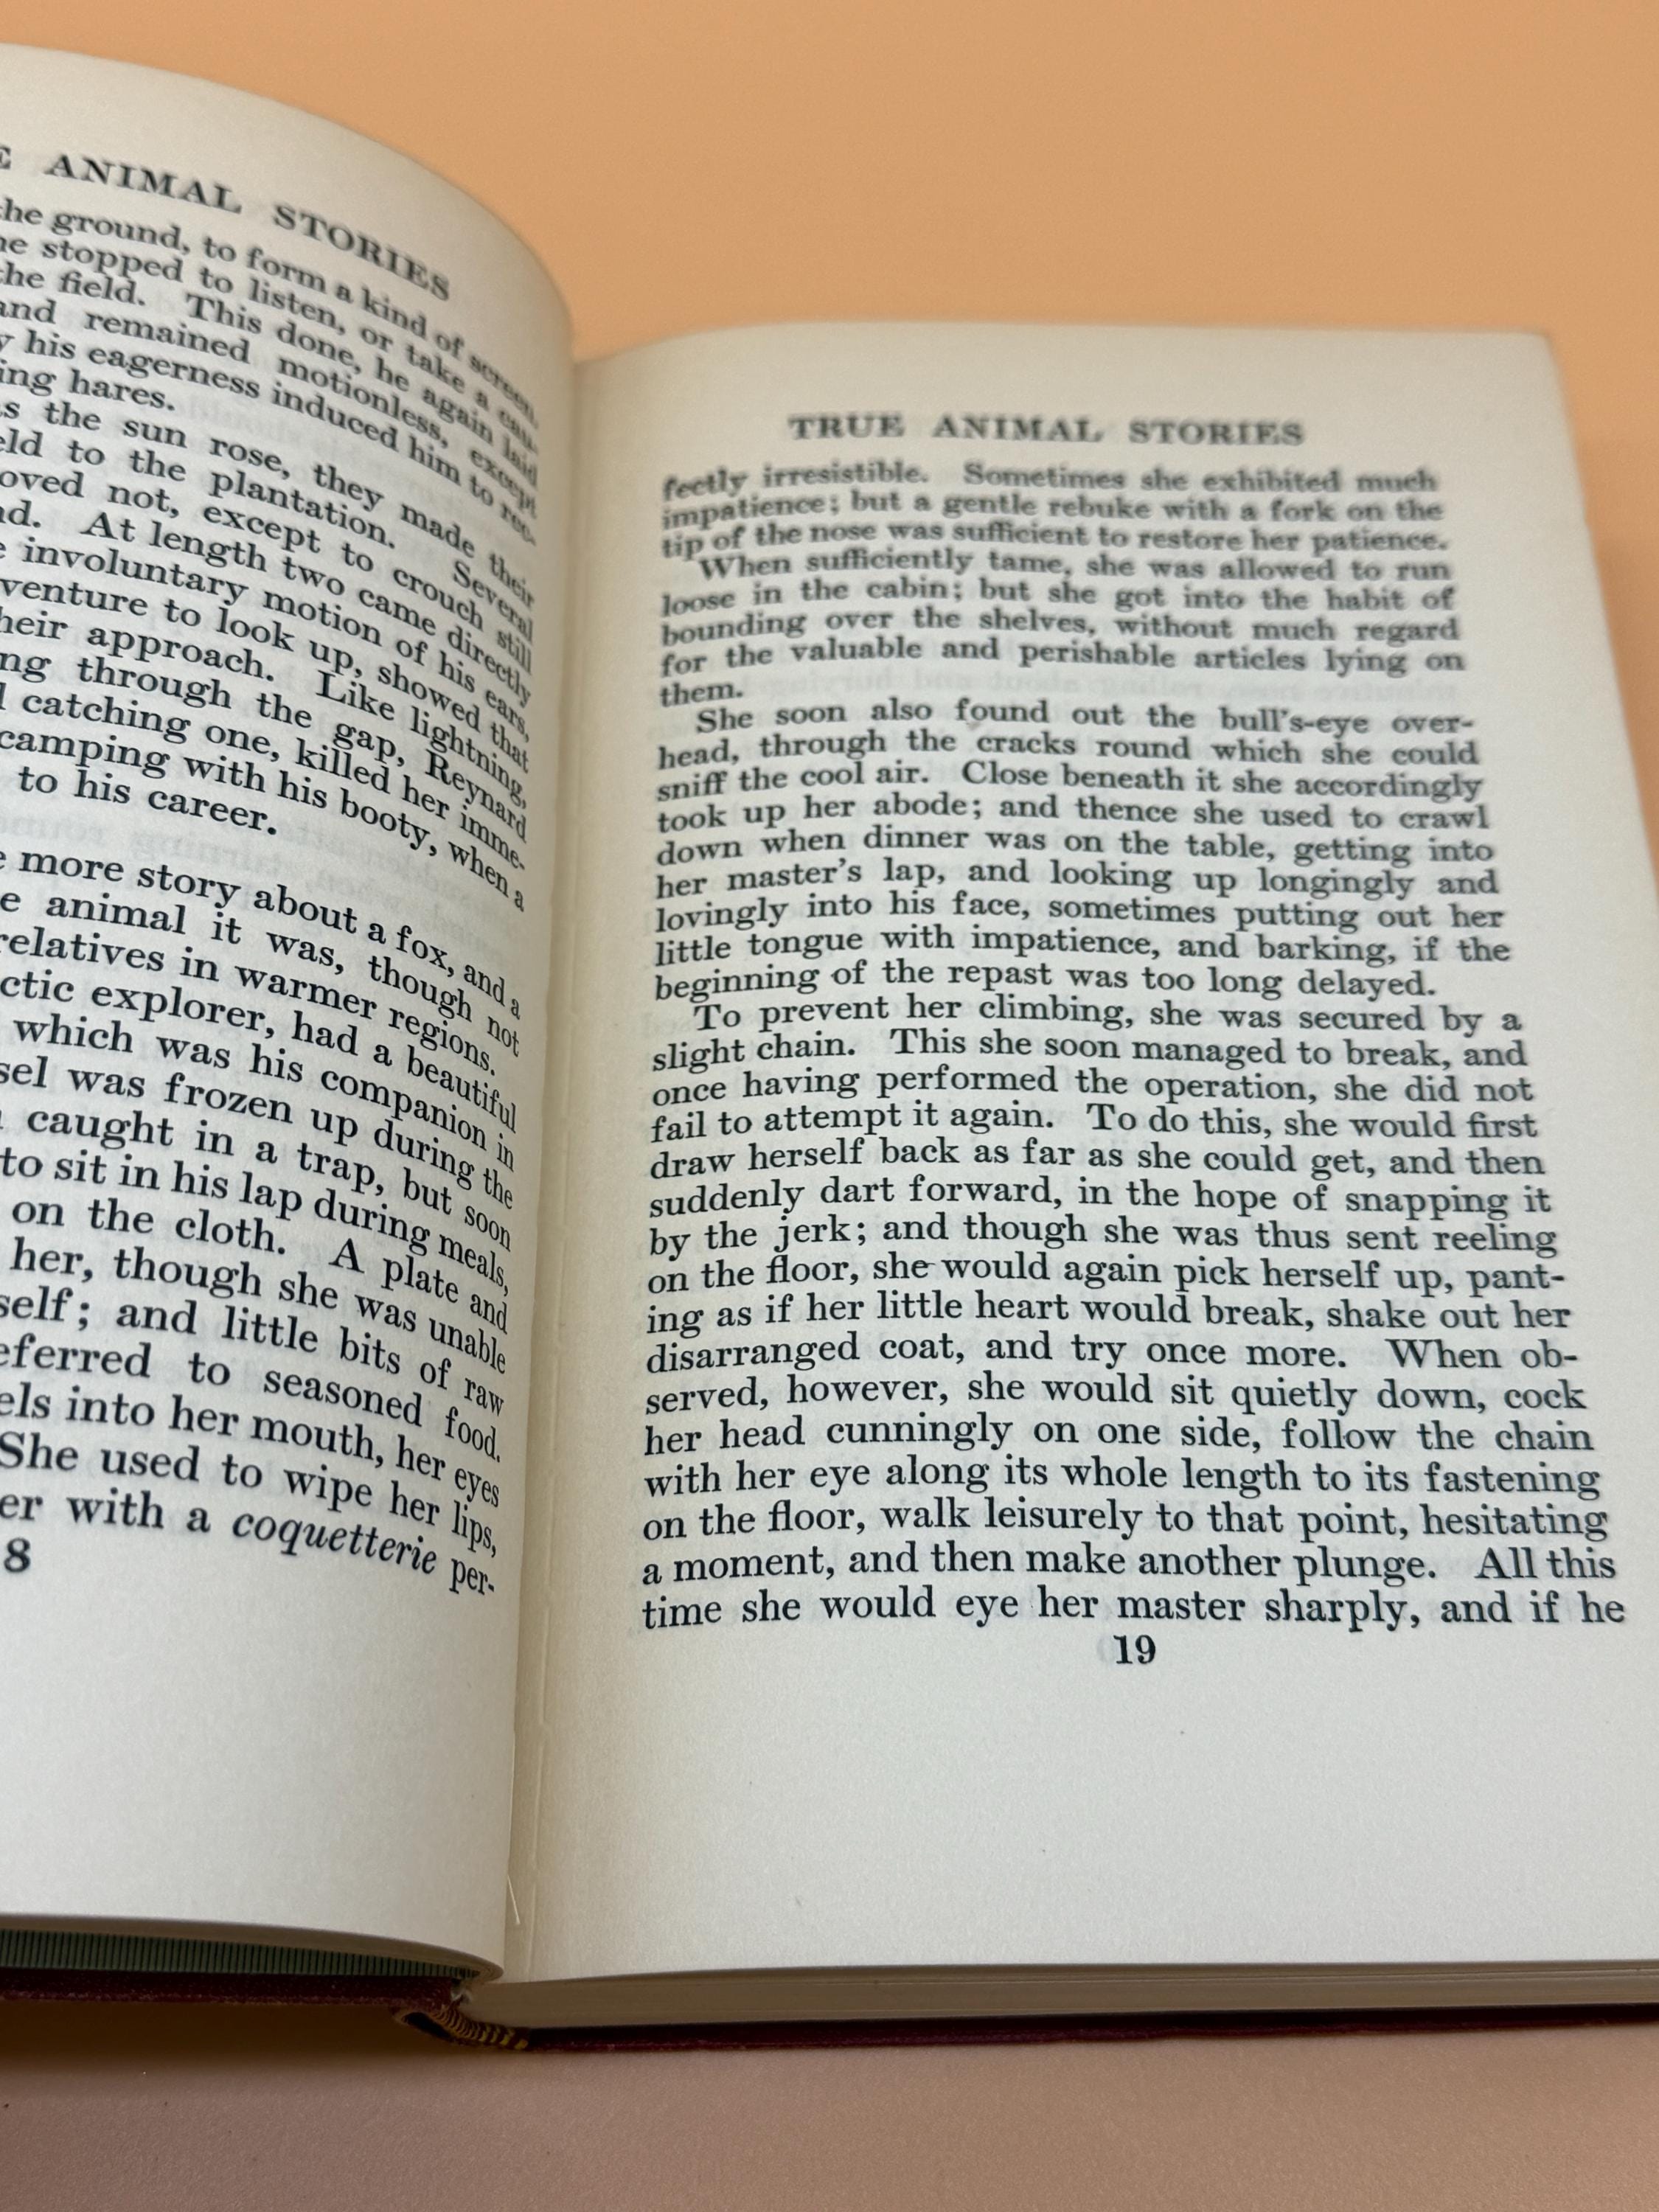 ANIMAL STORIES
the ground, to form a kind of screen.
he stopped to listen, or take a cau-
the field. This done, he again laid
and remained motionless, except
his eagerness induced him to rec-
ing hares.
the sun rose, they made their
to the plantation. Several
oved not, except to crouch still
At length two came directly
involuntary motion of his ears,
venture to look up, showed that
heir approach. Like lightning,
ng through the gap, Reynard
catching one, killed her imme-
camping with his booty, when a
to his career.
more story about a fox, and a
animal it was, though not
relatives in warmer regions.
ctic explorer, had a beautiful
which was his companion in
sel was frozen up during the
caught in a trap, but soon
to sit in his lap during meals,
on the cloth. A plate and
her, though she was unable
self; and little bits of raw
eferred to seasoned food.
els into her mouth, her eyes
She used to wipe her lips,
er with a coquetterie per-
8
TRUE ANIMAL STORIES
fectly irresistible. Sometimes she exhibited much
impatience; but a gentle rebuke with a fork on the
tip of the nose was sufficient to restore her patience.
When sufficiently tame, she was allowed to run
loose in the cabin; but she got into the habit of
bounding over the shelves, without much regard
for the valuable and perishable articles lying on
them.
She soon also found out the bull's-eye over-
head, through the cracks round which she could
sniff the cool air. Close beneath it she accordingly
took up her abode; and thence she used to crawl
down when dinner was on the table, getting into
her master's lap, and looking up longingly and
lovingly into his face, sometimes putting out her
little tongue with impatience, and barking, if the
beginning of the repast was too long delayed.
To prevent her climbing, she was secured by a
slight chain. This she soon managed to break, and
once having performed the operation, she did not
fail to attempt it again. To do this, she would first
draw herself back as far as she could get, and then
suddenly dart forward, in the hope of snapping it
by the jerk; and though she was thus sent reeling
on the floor, she would again pick herself up, pant-
ing as if her little heart would break, shake out her
disarranged coat, and try once more. When ob-
served, however, she would sit quietly down, cock
her head cunningly on one side, follow the chain
with her eye along its whole length to its fastening
on the floor, walk leisurely to that point, hesitating
a moment, and then make another plunge. All this
time she would eye her master sharply, and if he
19